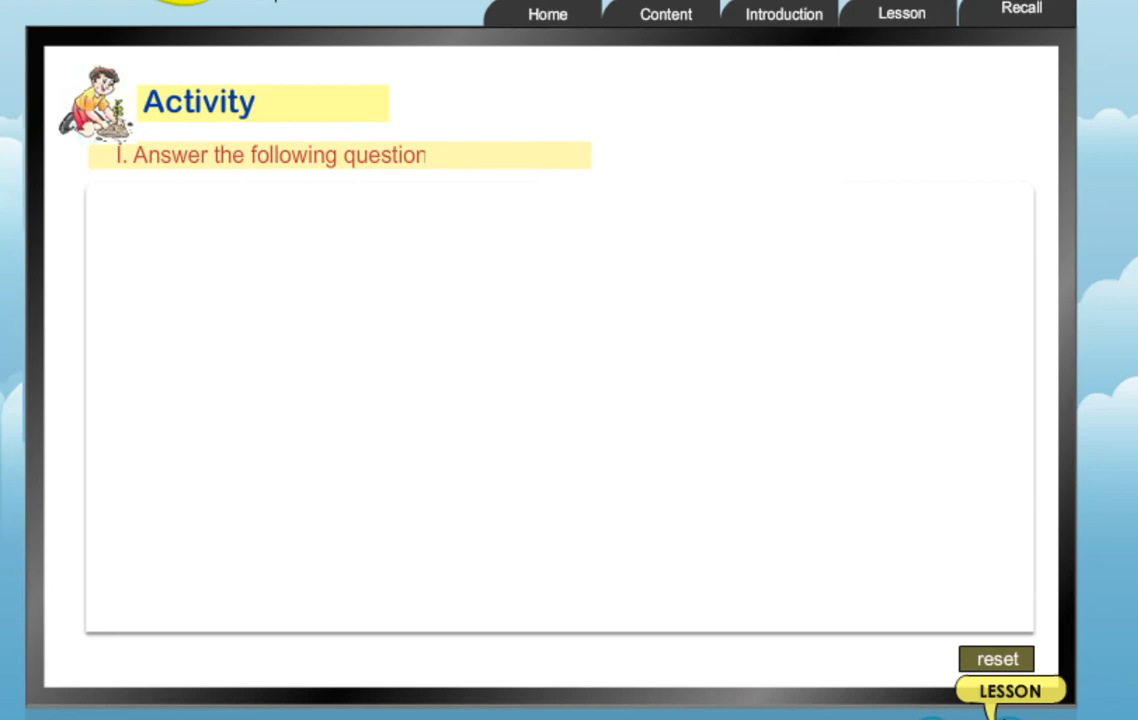 Home Content Introduction Lesson Recall
Activity
I. Answer the following question
reset
LESSON